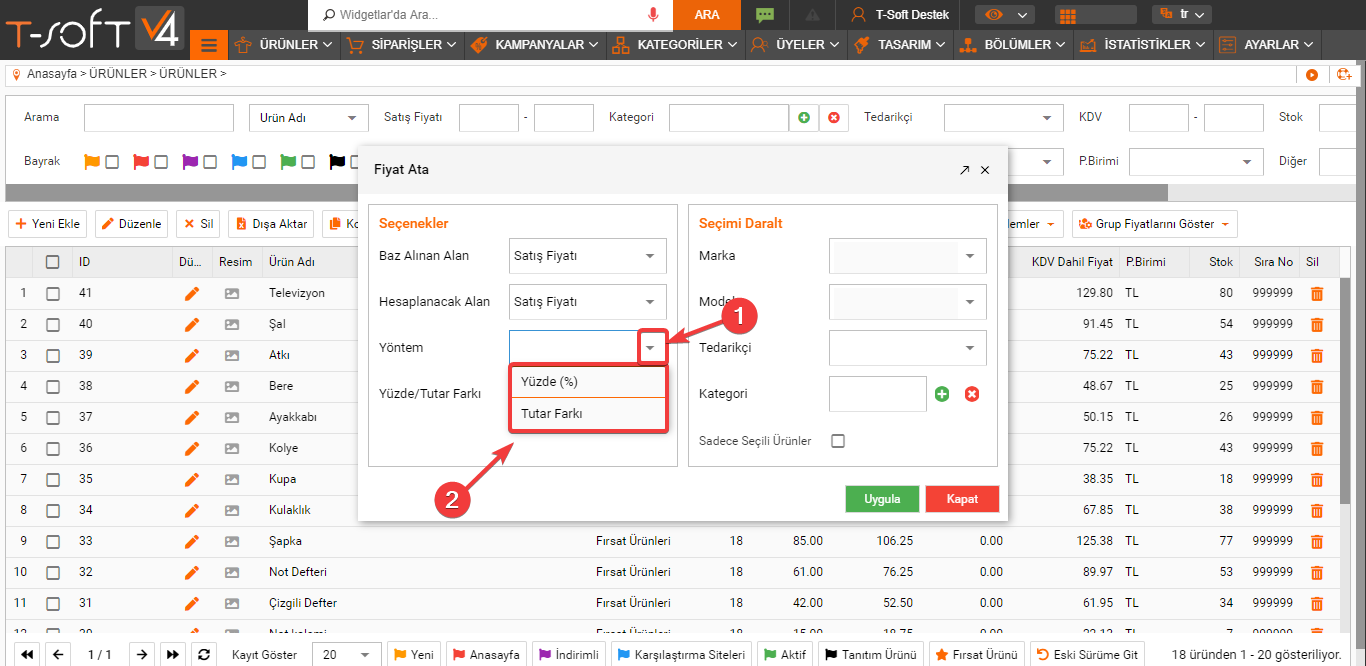 T-SOFT V4
Widgetlar'da Ara...
ARA
T-Soft Destek
tr
ÜRÜNLER
SİPARİŞLER
KAMPANYALAR
KATEGORİLER
ÜYELER
TASARIM
BÖLÜMLER
İSTATİSTİKLER
AYARLAR
Anasayfa > ÜRÜNLER > ÜRÜNLER >
Arama
Ürün Adı
Satış Fiyatı
-
Kategori
Tedarikçi
KDV
-
Stok
Bayrak
P.Birimi
Diğer
Yeni Ekle
Düzenle
Sil
Dışa Aktar
Ko
lemler
Grup Fiyatlarını Göster
ID
Dü...
Resim
Ürün Adı
KDV Dahil Fiyat
P.Birimi
Stok
Sıra No
Sil
1 41 Televizyon 129.80 TL 80 999999
2 40 Şal 91.45 TL 54 999999
3 39 Atkı 75.22 TL 43 999999
4 38 Bere 48.67 TL 25 999999
5 37 Ayakkabı 50.15 TL 26 999999
6 36 Kolye 75.22 TL 43 999999
7 35 Kupa 38.35 TL 18 999999
8 34 Kulaklık 67.85 TL 38 999999
9 33 Şapka Fırsat Ürünleri 18 85.00 106.25 0.00 125.38 TL 77 999999
10 32 Not Defteri Fırsat Ürünleri 18 61.00 76.25 0.00 89.97 TL 53 999999
11 31 Çizgili Defter Fırsat Ürünleri 18 42.00 52.50 0.00 61.95 TL 34 999999
Fiyat Ata
Seçenekler
Baz Alınan Alan
Satış Fiyatı
Hesaplanacak Alan
Satış Fiyatı
Yöntem
Yüzde (%)
Tutar Farkı
Yüzde/Tutar Farkı
1
2
Seçimi Daralt
Marka
Model
Tedarikçi
Kategori
Sadece Seçili Ürünler
Uygula
Kapat
1 / 1
Kayıt Göster
20
Yeni
Anasayfa
İndirimli
Karşılaştırma Siteleri
Aktif
Tanıtım Ürünü
Fırsat Ürünü
Eski Sürüme Git
18 üründen 1 - 20 gösteriliyor.